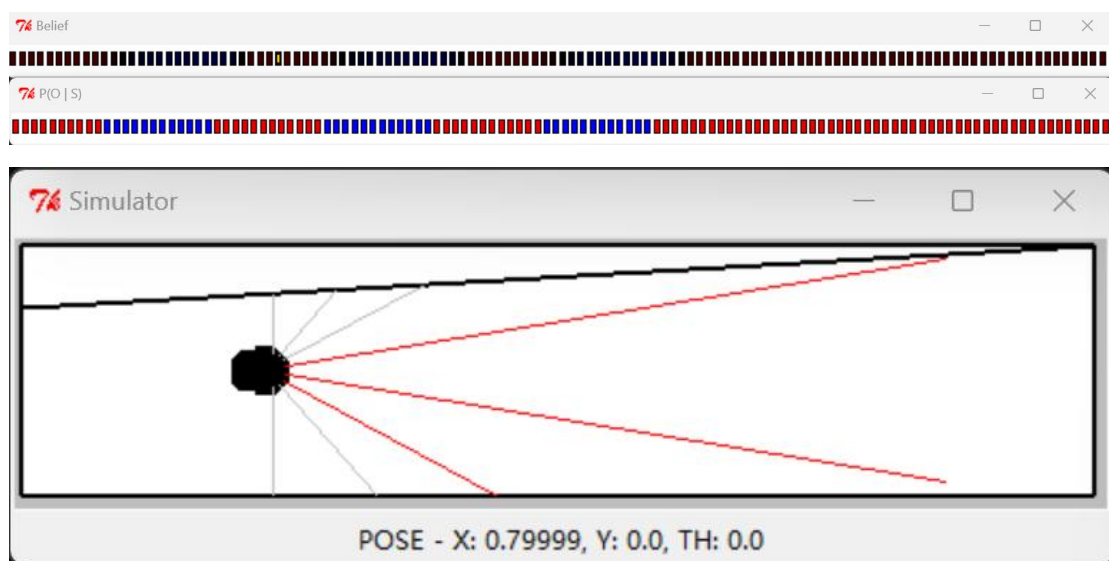 Belief
P(O | S)
Simulator
POSE - X: 0.79999, Y: 0.0, TH: 0.0